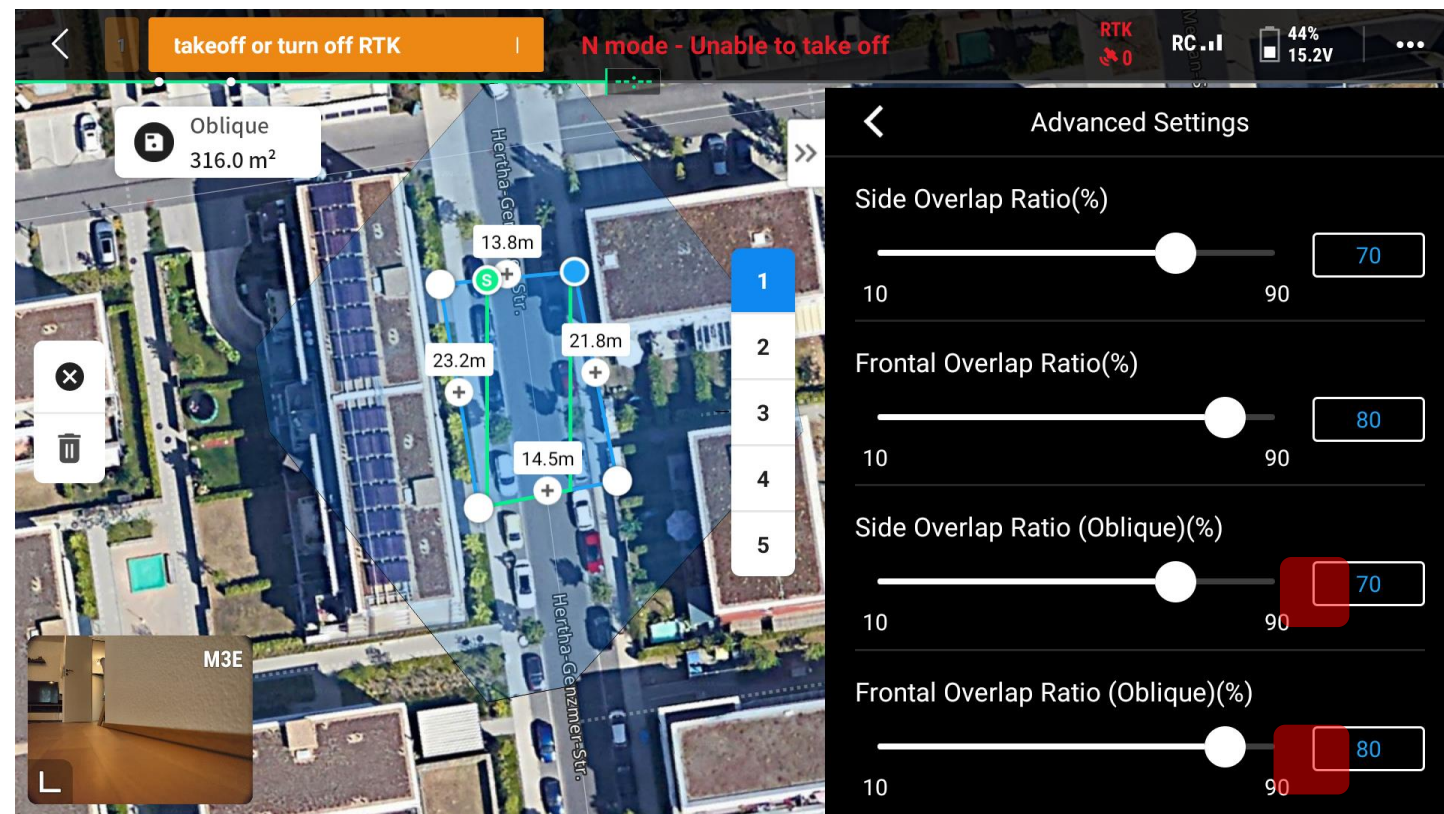 1
takeoff or turn off RTK
N mode - Unable to take off
RTK
0
RC
44%
15.2V
Oblique
316.0 m²
13.8m
S
21.8m
23.2m
14.5m
Hertha-Ge
Str.
Hertha-Genzmer-Str.
1
2
3
4
5
M3E
Advanced Settings
Side Overlap Ratio(%)
70
10
90
Frontal Overlap Ratio(%)
80
10
90
Side Overlap Ratio (Oblique)(%)
70
10
90
Frontal Overlap Ratio (Oblique)(%)
80
10
90